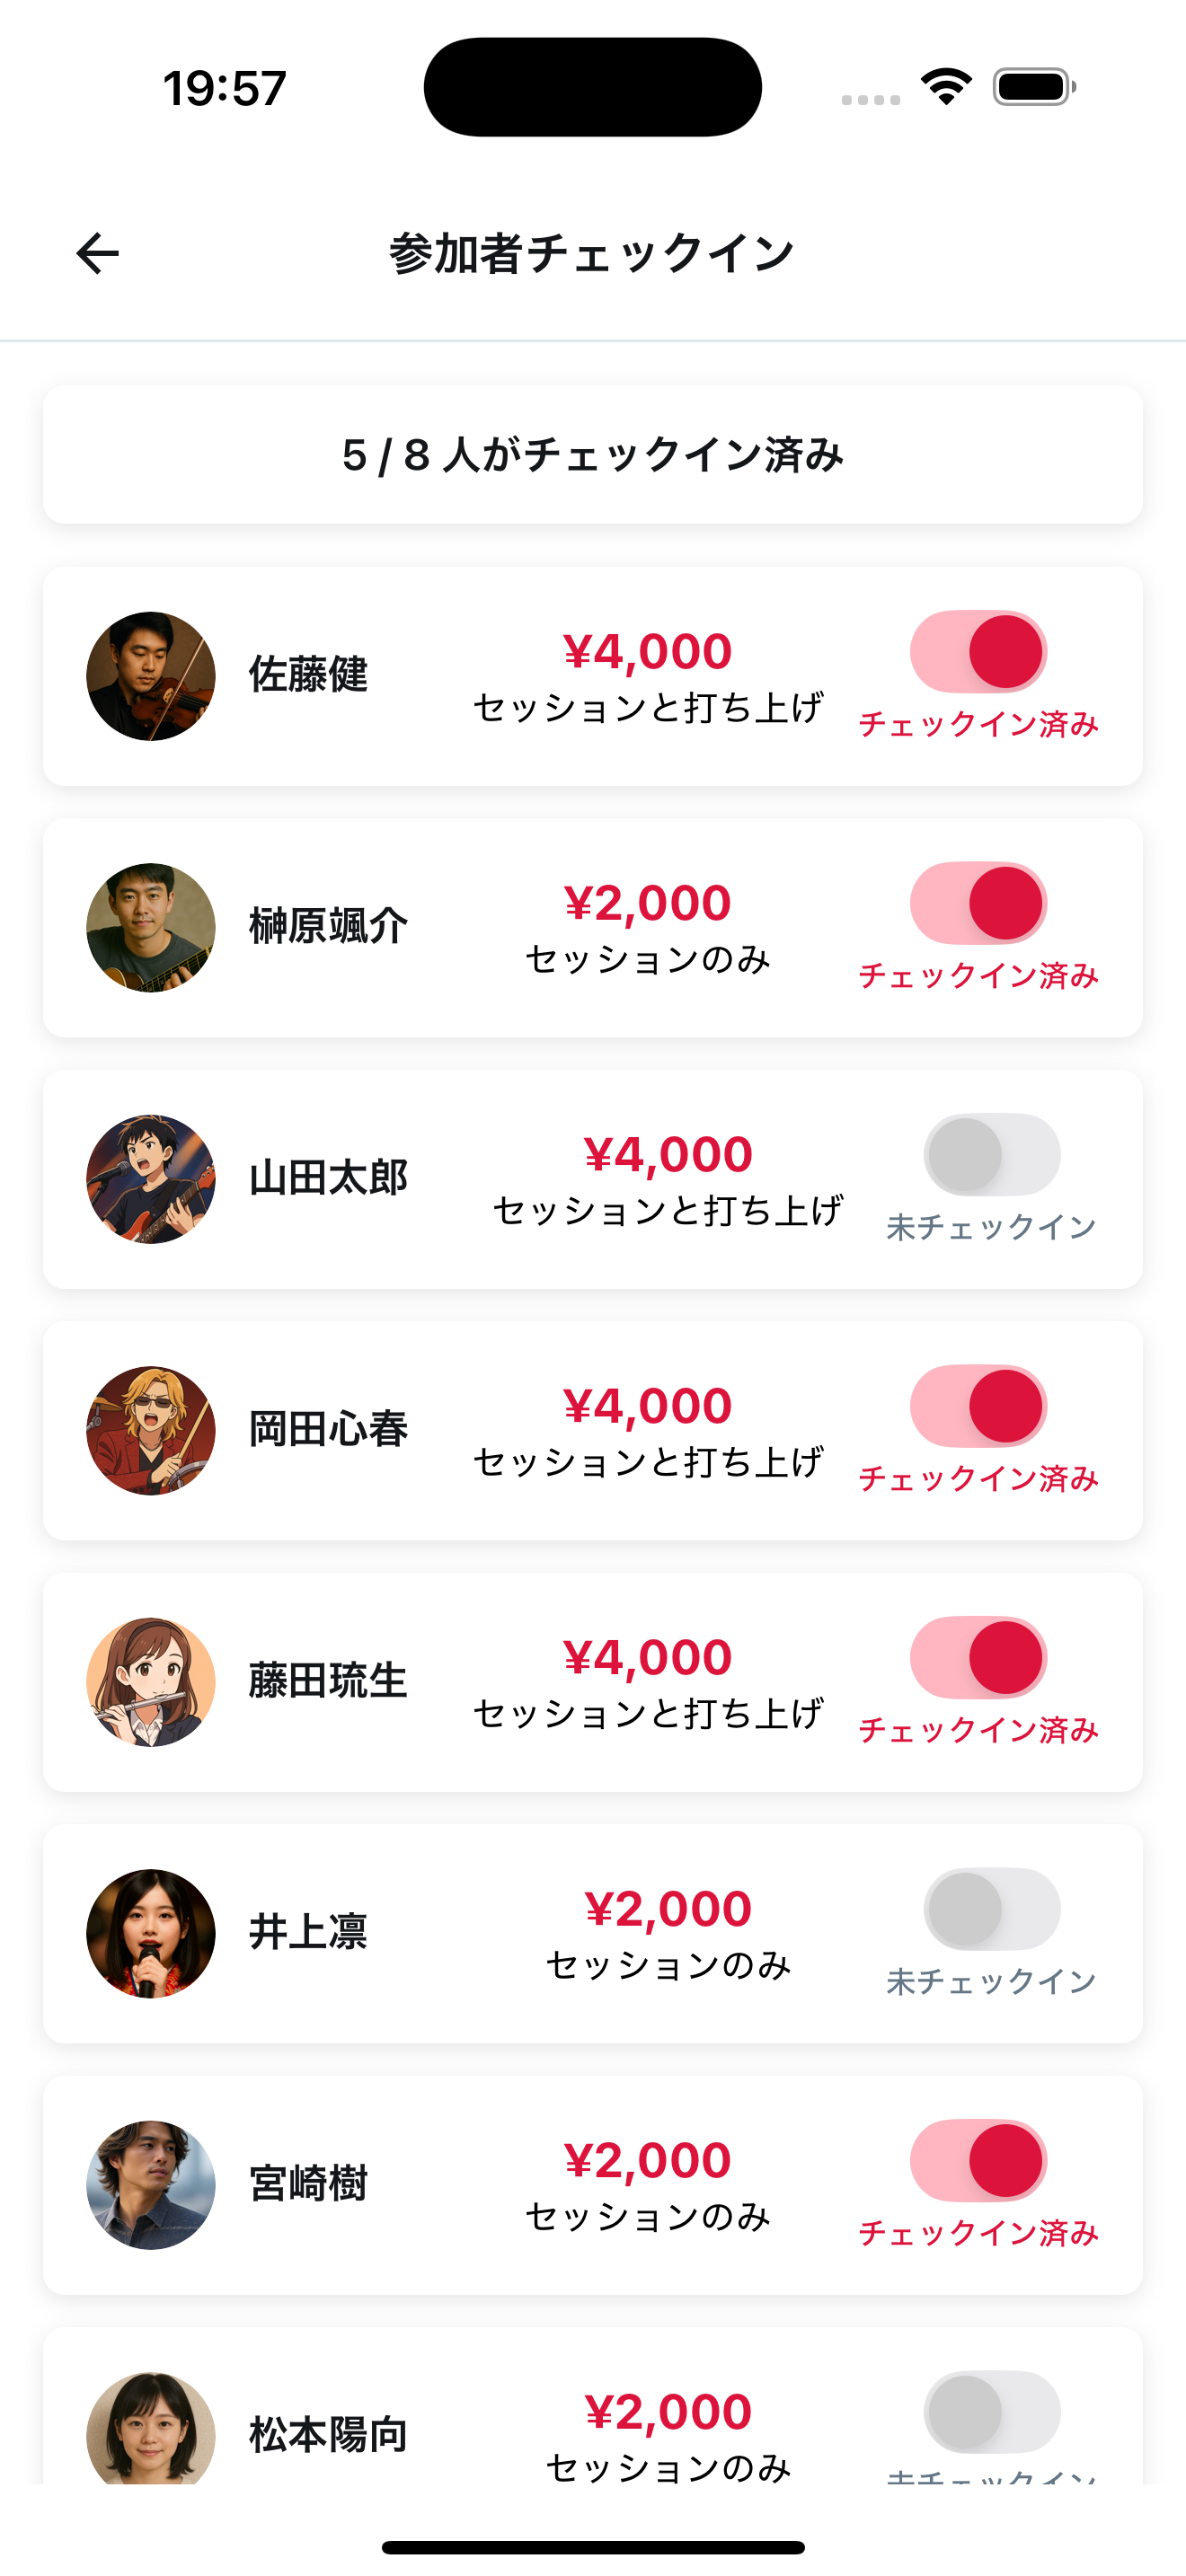 19:57
参加者チェックイン
5 / 8 人がチェックイン済み
佐藤健
¥4,000
セッションと打ち上げ
チェックイン済み
榊原颯介
¥2,000
セッションのみ
チェックイン済み
山田太郎
¥4,000
セッションと打ち上げ
未チェックイン
岡田心春
¥4,000
セッションと打ち上げ
チェックイン済み
藤田琉生
¥4,000
セッションと打ち上げ
チェックイン済み
井上凛
¥2,000
セッションのみ
未チェックイン
宮崎樹
¥2,000
セッションのみ
チェックイン済み
松本陽向
¥2,000
セッションのみ
未チェックイン